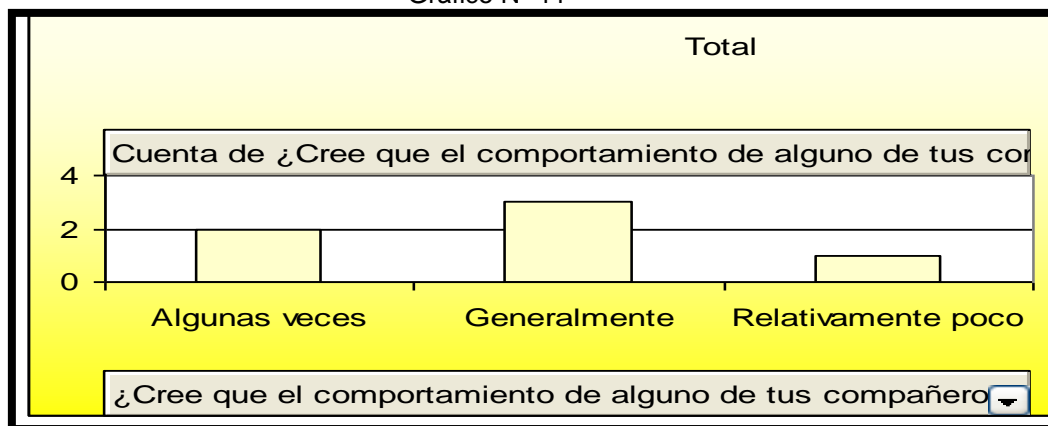 Total
Cuenta de ¿Cree que el comportamiento de alguno de tus
4
2
0
Algunas veces Generalmente Relativamente poco
¿Cree que el comportamiento de alguno de tus compañero